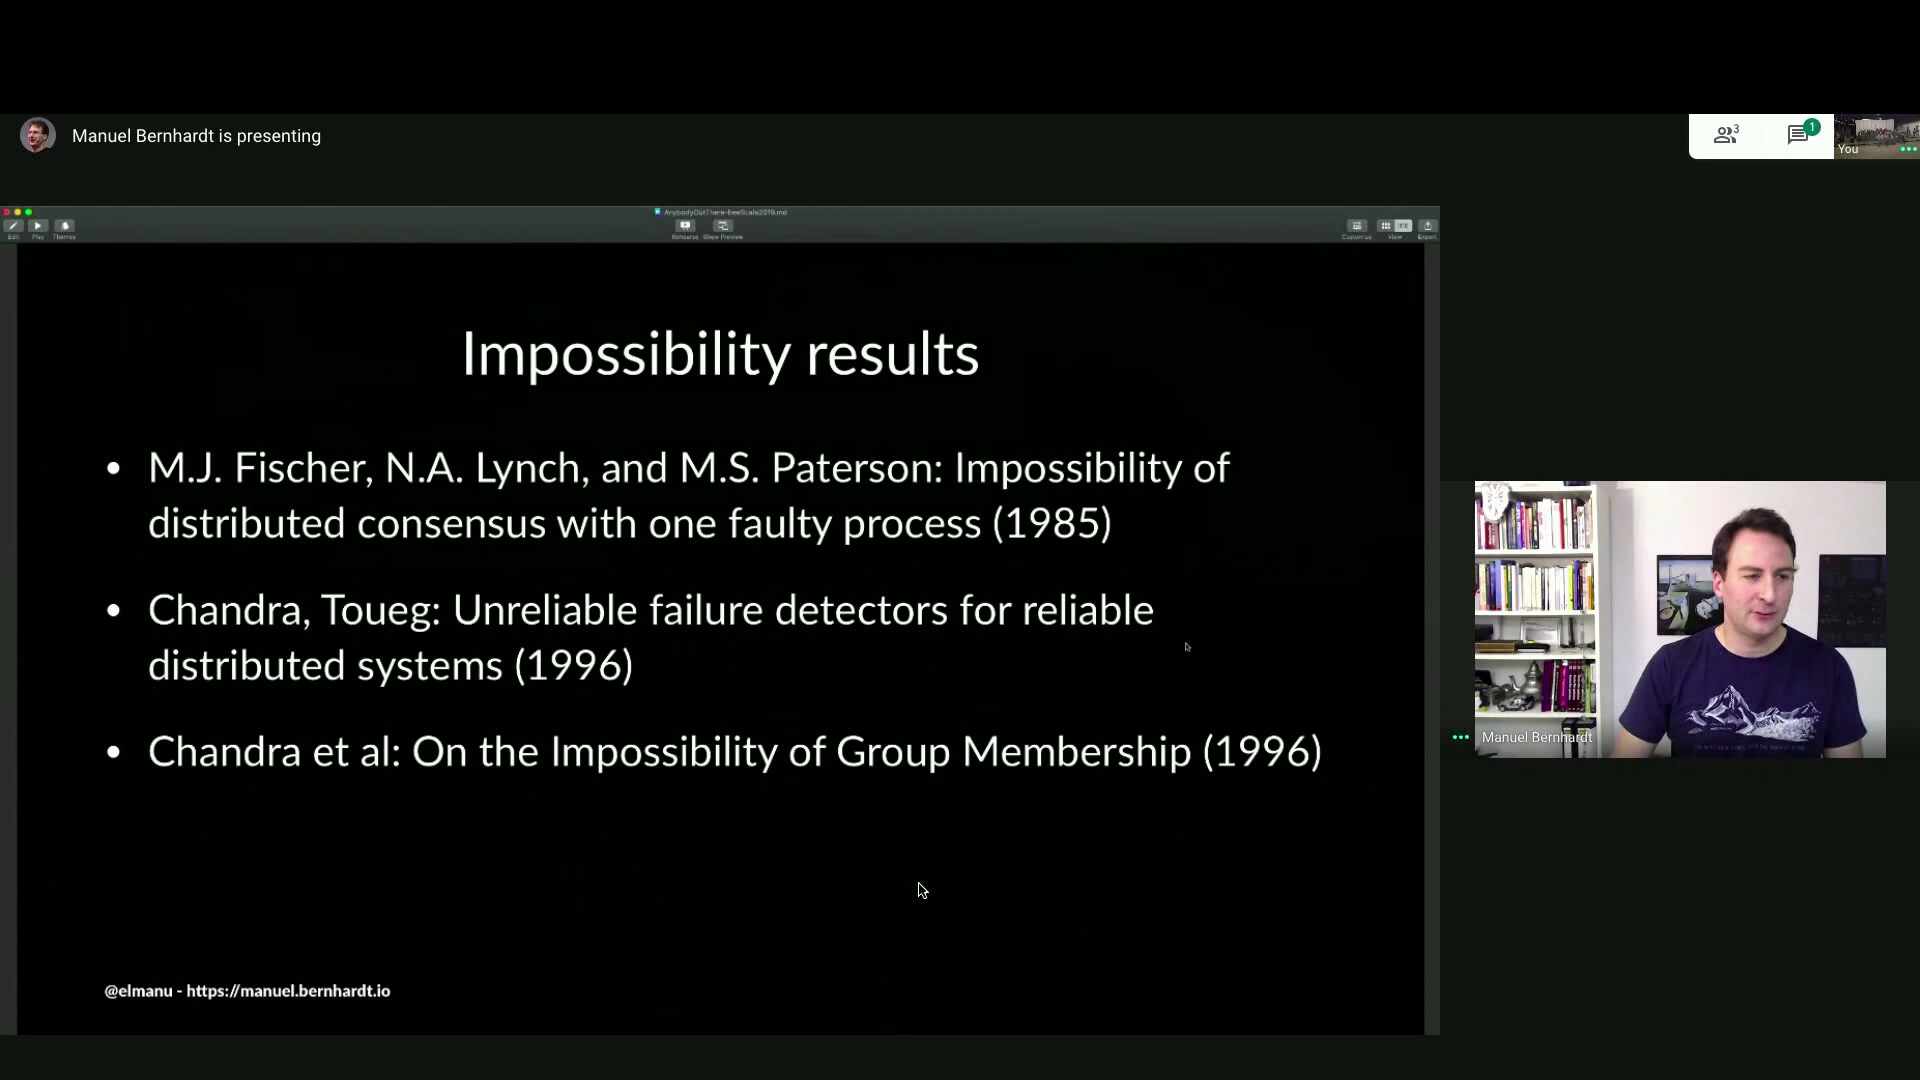 Manuel Bernhardt is presenting
3
1
You
AnybodyOutThere-beeScala2019.md
Edit
Play
Themes
Rehearse
Show Preview
Customize
View
Export
Impossibility results
• M.J. Fischer, N.A. Lynch, and M.S. Paterson: Impossibility of
distributed consensus with one faulty process (1985)
• Chandra, Toueg: Unreliable failure detectors for reliable
distributed systems (1996)
• Chandra et al: On the Impossibility of Group Membership (1996)
Manuel Bernhardt
@elmanu - https://manuel.bernhardt.io